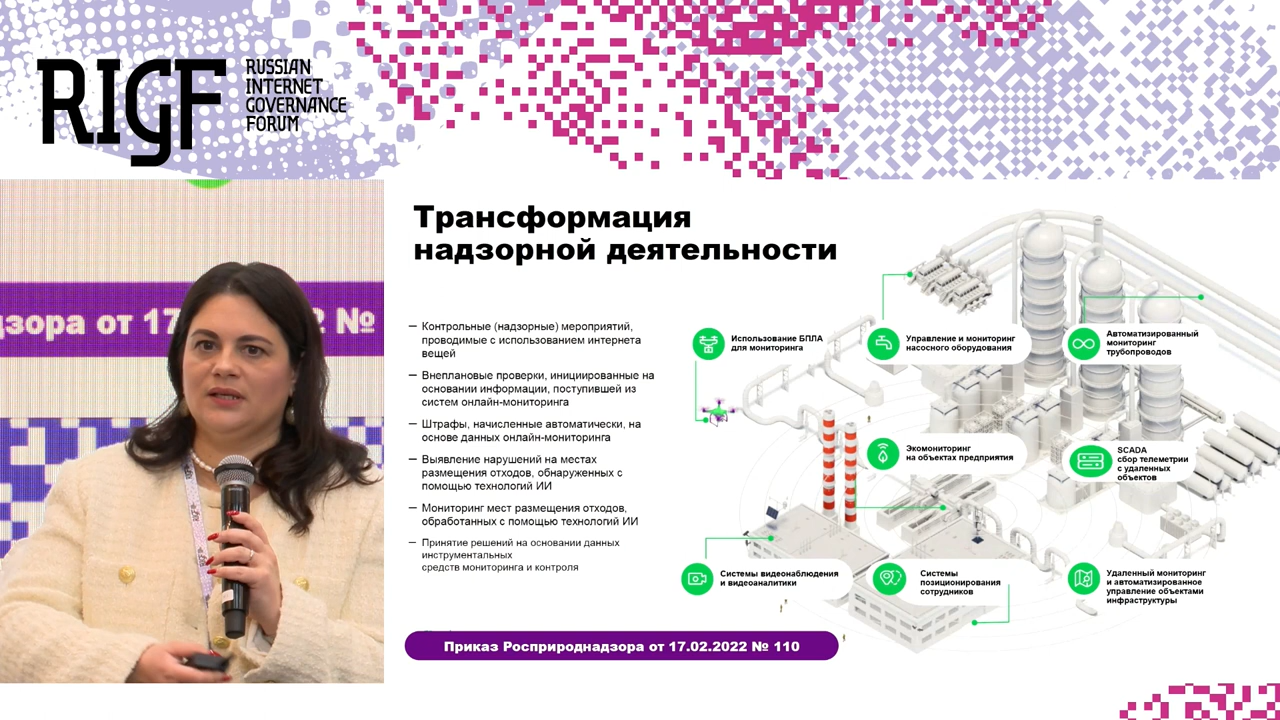 RIGF
RUSSIAN
INTERNET
GOVERNANCE
FORUM
зора от 17
2 №
Трансформация
надзорной деятельности
— Контрольные (надзорные) мероприятий,
проводимые с использованием интернета
вещей
— Внеплановые проверки, инициированные на
основании информации, поступившей из
систем онлайн-мониторинга
— Штрафы, начисленные автоматически, на
основе данных онлайн-мониторинга
— Выявление нарушений на местах
размещения отходов, обнаруженных с
помощью технологий ИИ
— Мониторинг мест размещения отходов,
обработанных с помощью технологий ИИ
— Принятие решений на основании данных
инструментальных
средств мониторинга и контроля
Приказ Росприроднадзора от 17.02.2022 № 110
Использование БПЛА
для мониторинга
Управление и мониторинг
насосного оборудования
Автоматизированный
мониторинг
трубопроводов
Экомониторинг
на объектах предприятия
SCADA
сбор телеметрии
с удаленных
объектов
Системы видеонаблюдения
и видеоаналитики
Системы
позиционирования
сотрудников
Удаленный мониторинг
и автоматизированное
управление объектами
инфраструктуры